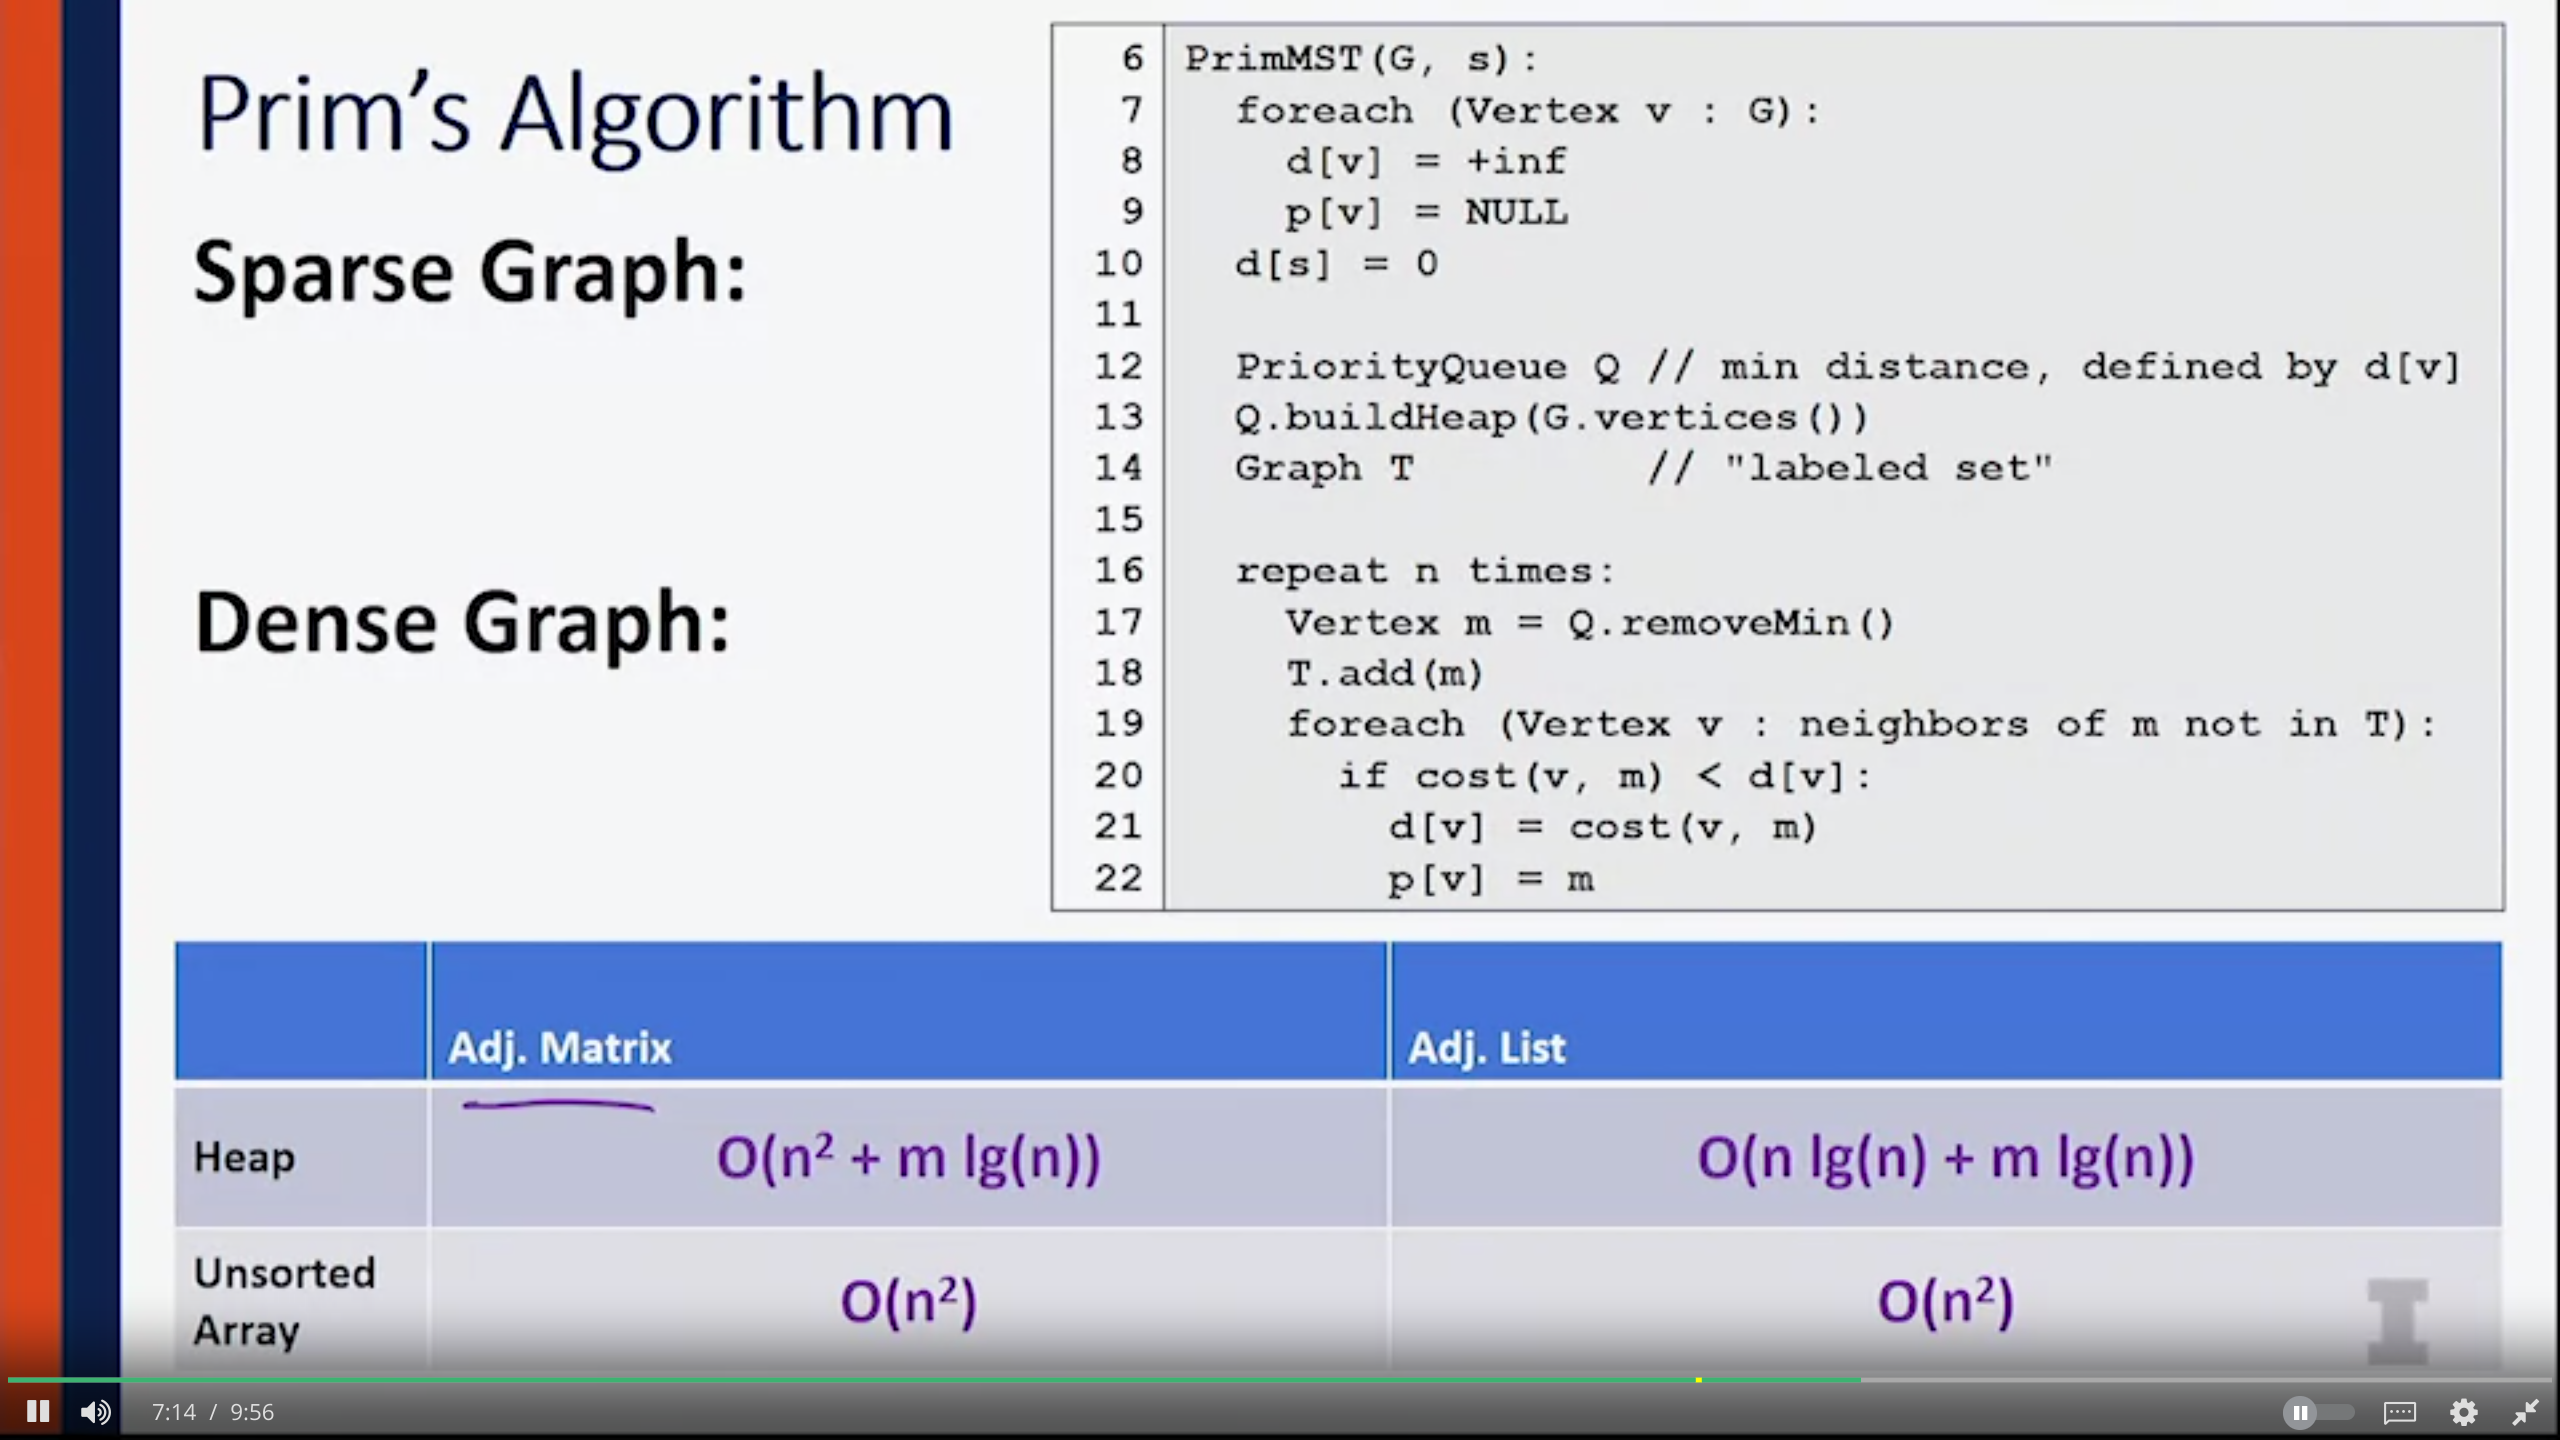 Prim’s Algorithm
Sparse Graph:
Dense Graph:
6 PrimMST(G, s):
7 foreach (Vertex v : G):
8 d[v] = +inf
9 p[v] = NULL
10 d[s] = 0
11
12 PriorityQueue Q // min distance, defined by d[v]
13 Q.buildHeap(G.vertices())
14 Graph T // "labeled set"
15
16 repeat n times:
17 Vertex m = Q.removeMin()
18 T.add(m)
19 foreach (Vertex v : neighbors of m not in T):
20 if cost(v, m) < d[v]:
21 d[v] = cost(v, m)
22 p[v] = m
Adj. Matrix Adj. List
Heap O(n² + m lg(n)) O(n lg(n) + m lg(n))
Unsorted
Array O(n²) O(n²)
7:14 / 9:56